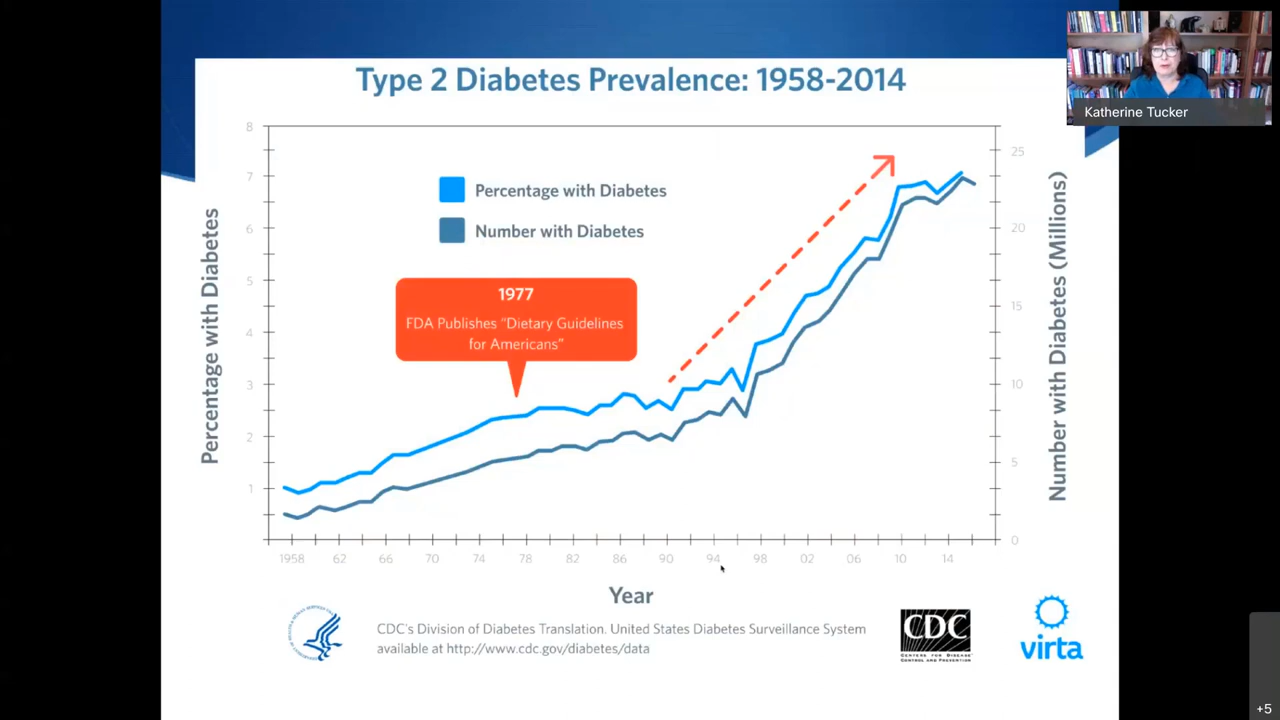 Type 2 Diabetes Prevalence: 1958-2014
Katherine Tucker
Percentage with Diabetes
8
7
6
5
4
3
2
1
Percentage with Diabetes
Number with Diabetes
1977
FDA Publishes “Dietary Guidelines
for Americans”
25
20
15
10
5
0
Number with Diabetes (Millions)
1958 62 66 70 74 78 82 86 90 94 98 02 06 10 14
Year
CDC's Division of Diabetes Translation. United States Diabetes Surveillance System
available at http://www.cdc.gov/diabetes/data
CDC
CENTERS FOR DISEASE
CONTROL AND PREVENTION
virta
+5